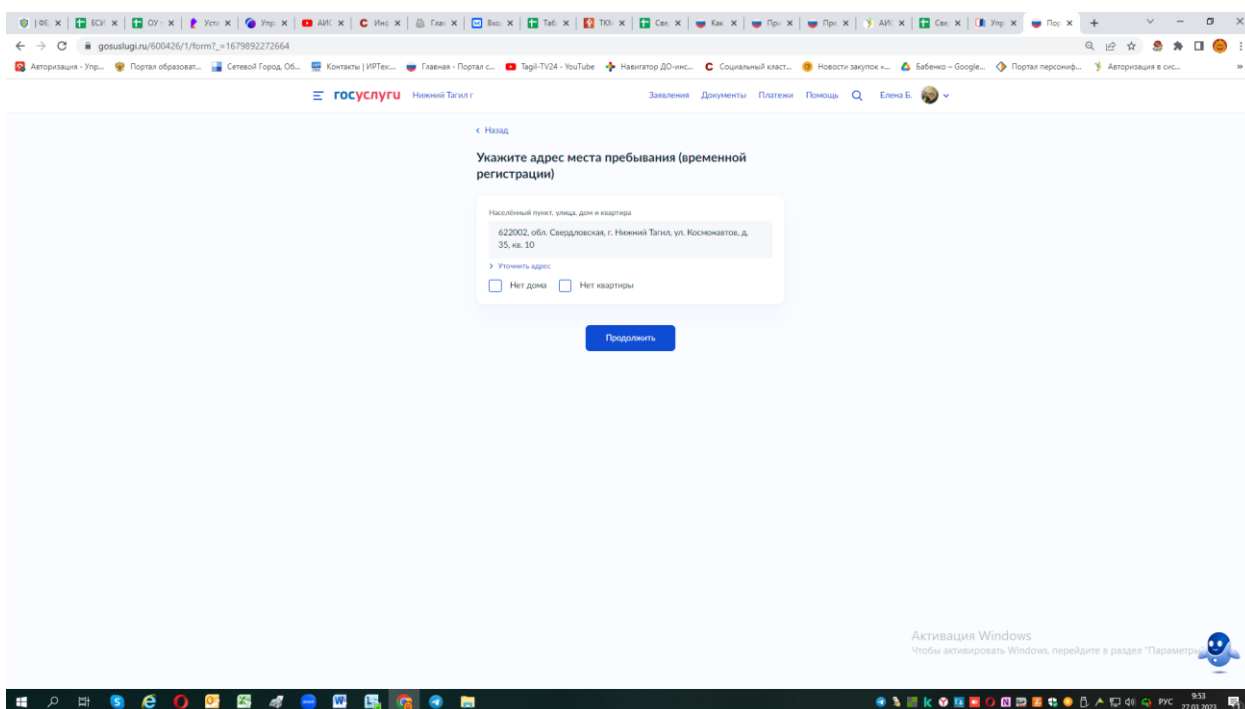 gosuslugi.ru/600426/1/form?_=1679892272664
Авторизация - Упр... Портал образоват... Сетевой Город. Об... Контакты | ИРТех:... Главная - Портал с... Tagil-TV24 - YouTube Навигатор ДО-инс... Социальный класт... Новости закупок «... Бабенко – Google... Портал персониф... Авторизация в сис...
госуслуги Нижний Тагил г Заявления Документы Платежи Помощь Елена Б.
Назад
Укажите адрес места пребывания (временной
регистрации)
Населённый пункт, улица, дом и квартира
622002, обл. Свердловская, г. Нижний Тагил, ул. Космонавтов, д.
35, кв. 10
Уточнить адрес
Нет дома Нет квартиры
Продолжить
Активация Windows
Чтобы активировать Windows, перейдите в раздел "Параметры
РУС 9:53
27.03.2023